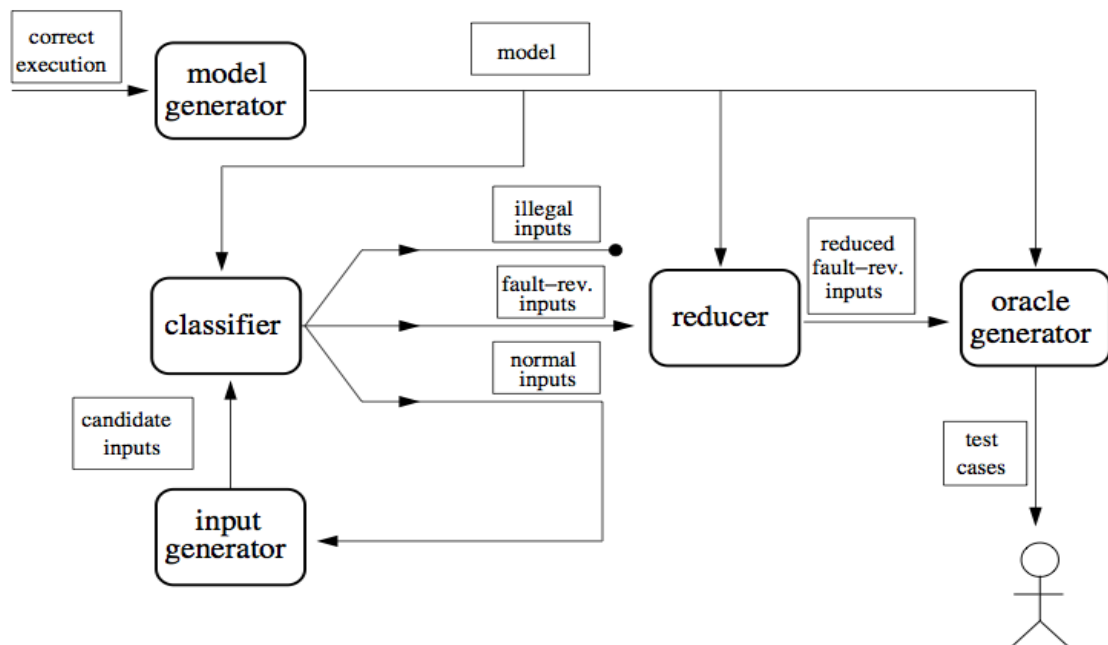 correct
execution
model
generator
model
illegal
inputs
fault−rev.
inputs
normal
inputs
classifier
candidate
inputs
input
generator
reducer
reduced
fault−rev.
inputs
oracle
generator
test
cases